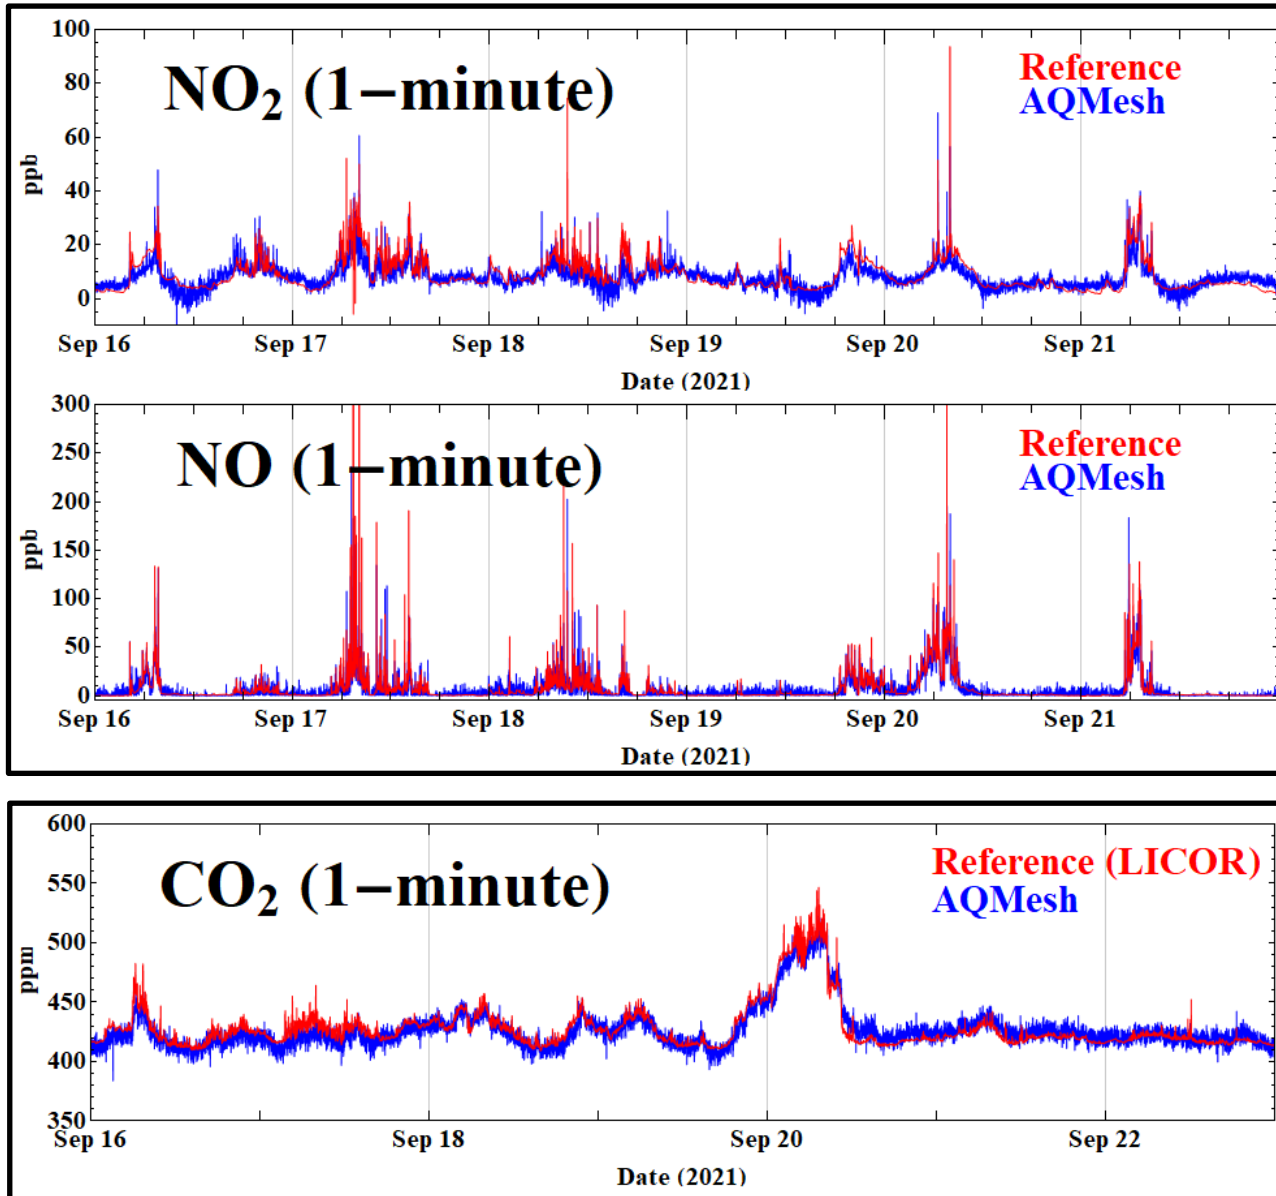 100
80
60
40
20
0
ppb
NO₂ (1−minute)
Reference
AQMesh
Sep 16 Sep 17 Sep 18 Sep 19 Sep 20 Sep 21
Date (2021)
300
250
200
150
100
50
0
ppb
NO (1−minute)
Reference
AQMesh
Sep 16 Sep 17 Sep 18 Sep 19 Sep 20 Sep 21
Date (2021)
600
550
500
450
400
350
ppm
CO₂ (1−minute)
Reference (LICOR)
AQMesh
Sep 16 Sep 18 Sep 20 Sep 22
Date (2021)